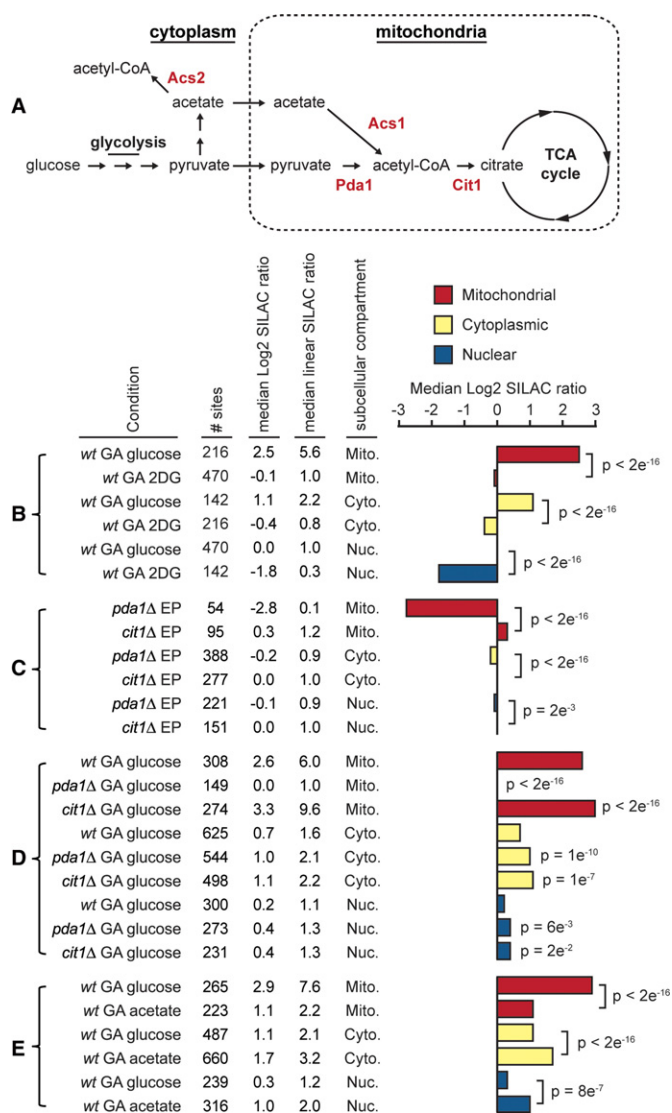 cytoplasm mitochondria
acetyl-CoA
Acs2
A acetate acetate
Acs1
glycolysis
glucose pyruvate pyruvate acetyl-CoA citrate TCA cycle
Pda1 Cit1
Mitochondrial
Cytoplasmic
Nuclear
Condition # sites median Log2 SILAC ratio median linear SILAC ratio subcellular compartment Median Log2 SILAC ratio
-3 -2 -1 0 1 2 3
B
wt GA glucose 216 2.5 5.6 Mito.
wt GA 2DG 470 -0.1 1.0 Mito. p < 2e-16
wt GA glucose 142 1.1 2.2 Cyto.
wt GA 2DG 216 -0.4 0.8 Cyto. p < 2e-16
wt GA glucose 470 0.0 1.0 Nuc.
wt GA 2DG 142 -1.8 0.3 Nuc. p < 2e-16
C
pda1Δ EP 54 -2.8 0.1 Mito.
cit1Δ EP 95 0.3 1.2 Mito. p < 2e-16
pda1Δ EP 388 -0.2 0.9 Cyto.
cit1Δ EP 277 0.0 1.0 Cyto. p < 2e-16
pda1Δ EP 221 -0.1 0.9 Nuc.
cit1Δ EP 151 0.0 1.0 Nuc. p = 2e-3
D
wt GA glucose 308 2.6 6.0 Mito.
pda1Δ GA glucose 149 0.0 1.0 Mito. p < 2e-16
cit1Δ GA glucose 274 3.3 9.6 Mito. p < 2e-16
wt GA glucose 625 0.7 1.6 Cyto.
pda1Δ GA glucose 544 1.0 2.1 Cyto. p = 1e-10
cit1Δ GA glucose 498 1.1 2.2 Cyto. p = 1e-7
wt GA glucose 300 0.2 1.1 Nuc.
pda1Δ GA glucose 273 0.4 1.3 Nuc. p = 6e-3
cit1Δ GA glucose 231 0.4 1.3 Nuc. p = 2e-2
E
wt GA glucose 265 2.9 7.6 Mito.
wt GA acetate 223 1.1 2.2 Mito. p < 2e-16
wt GA glucose 487 1.1 2.1 Cyto.
wt GA acetate 660 1.7 3.2 Cyto. p < 2e-16
wt GA glucose 239 0.3 1.2 Nuc.
wt GA acetate 316 1.0 2.0 Nuc. p = 8e-7